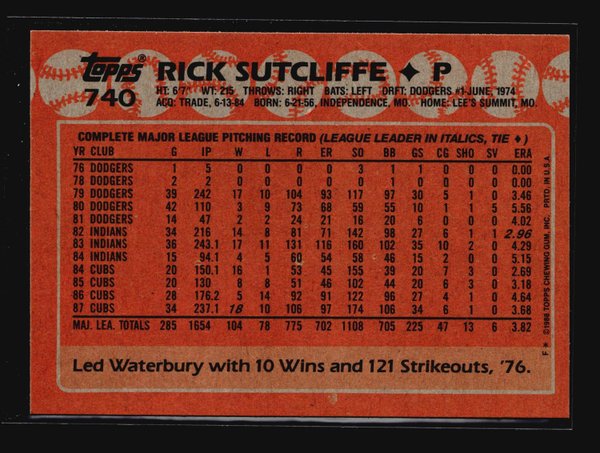 topps® RICK SUTCLIFFE ✦ P
740 HT: 6'7" WT: 215 THROWS: RIGHT BATS: LEFT DRFT: DODGERS #1-JUNE, 1974
ACQ: TRADE, 6-13-84 BORN: 6-21-56, INDEPENDENCE, MO. HOME: LEE'S SUMMIT, MO.
COMPLETE MAJOR LEAGUE PITCHING RECORD (LEAGUE LEADER IN ITALICS, TIE ✦)
YR CLUB G IP W L R ER SO BB GS CG SHO SV ERA
76 DODGERS 1 5 0 0 0 0 3 1 1 0 0 0 0.00
78 DODGERS 2 2 0 0 0 0 0 1 0 0 0 0 0.00
79 DODGERS 39 242 17 10 104 93 117 97 30 5 1 0 3.46
80 DODGERS 42 110 3 9 73 68 59 55 10 1 1 5 5.56
81 DODGERS 14 47 2 2 24 21 16 20 6 0 0 0 4.02
82 INDIANS 34 216 14 8 81 71 142 98 27 6 1 1 2.96
83 INDIANS 36 243.1 17 11 131 116 160 102 35 10 2 0 4.29
84 INDIANS 15 94.1 4 5 60 54 58 46 15 2 0 0 5.15
84 CUBS 20 150.1 16 1 53 45 155 39 20 7 3 0 2.69
85 CUBS 20 130 8 8 51 46 102 44 20 6 3 0 3.18
86 CUBS 28 176.2 5 14 92 91 122 96 27 4 1 0 4.64
87 CUBS 34 237.1 18 10 106 97 174 106 34 6 1 0 3.68
MAJ. LEA. TOTALS 285 1654 104 78 775 702 1108 705 225 47 13 6 3.82
Led Waterbury with 10 Wins and 121 Strikeouts, '76.
F ✻ ©1988 TOPPS CHEWING GUM, INC. PRTD. IN U.S.A.